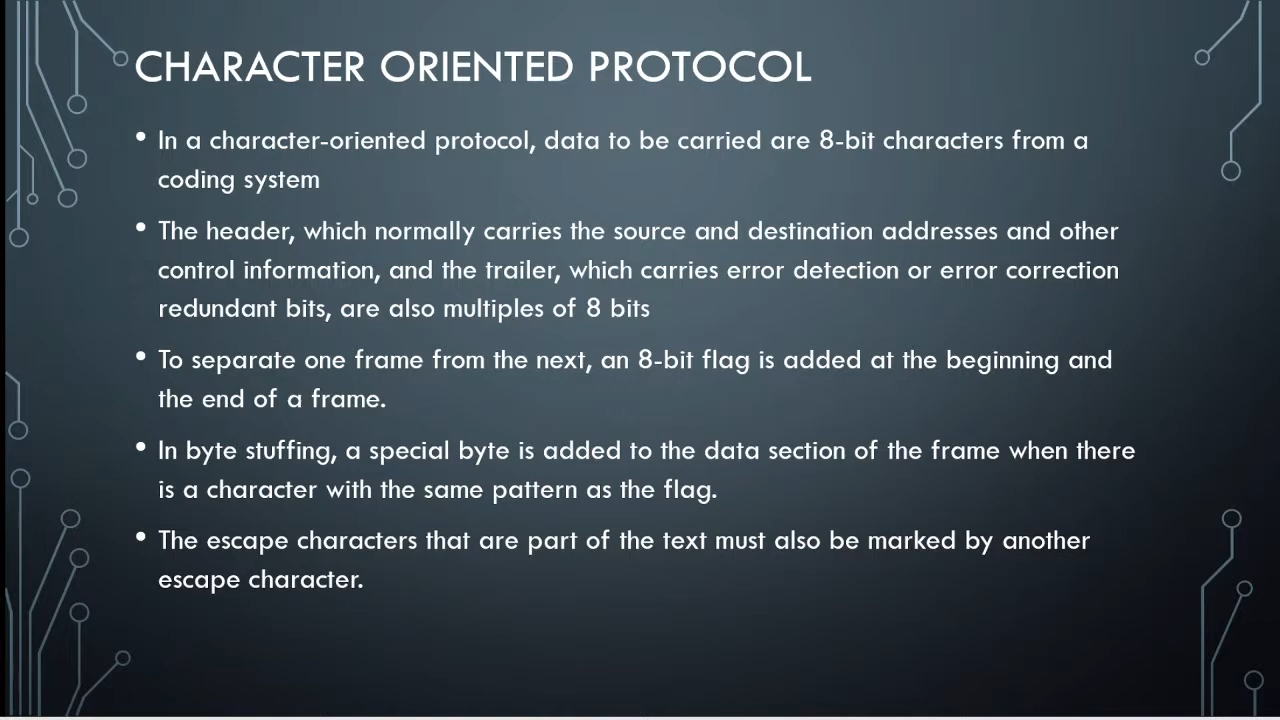 CHARACTER ORIENTED PROTOCOL
• In a character-oriented protocol, data to be carried are 8-bit characters from a
coding system
• The header, which normally carries the source and destination addresses and other
control information, and the trailer, which carries error detection or error correction
redundant bits, are also multiples of 8 bits
• To separate one frame from the next, an 8-bit flag is added at the beginning and
the end of a frame.
• In byte stuffing, a special byte is added to the data section of the frame when there
is a character with the same pattern as the flag.
• The escape characters that are part of the text must also be marked by another
escape character.